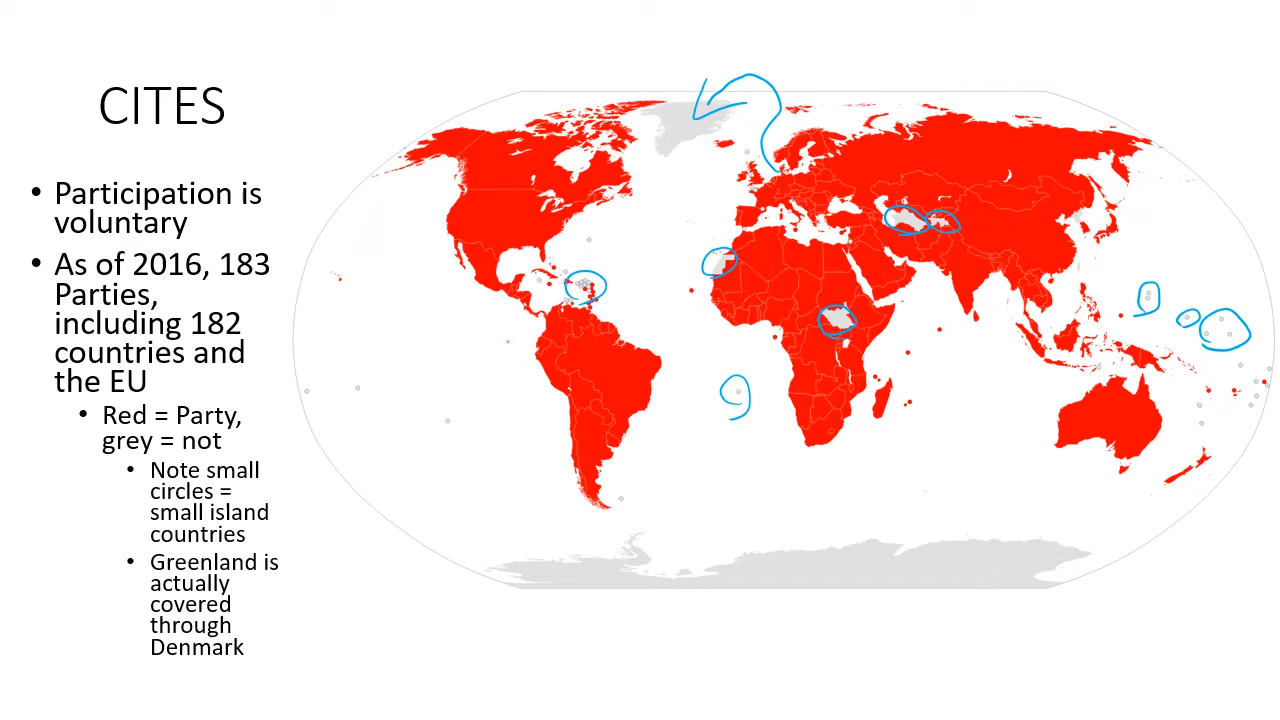 CITES
• Participation is
voluntary
• As of 2016, 183
Parties,
including 182
countries and
the EU
• Red = Party,
grey = not
• Note small
circles =
small island
countries
• Greenland is
actually
covered
through
Denmark